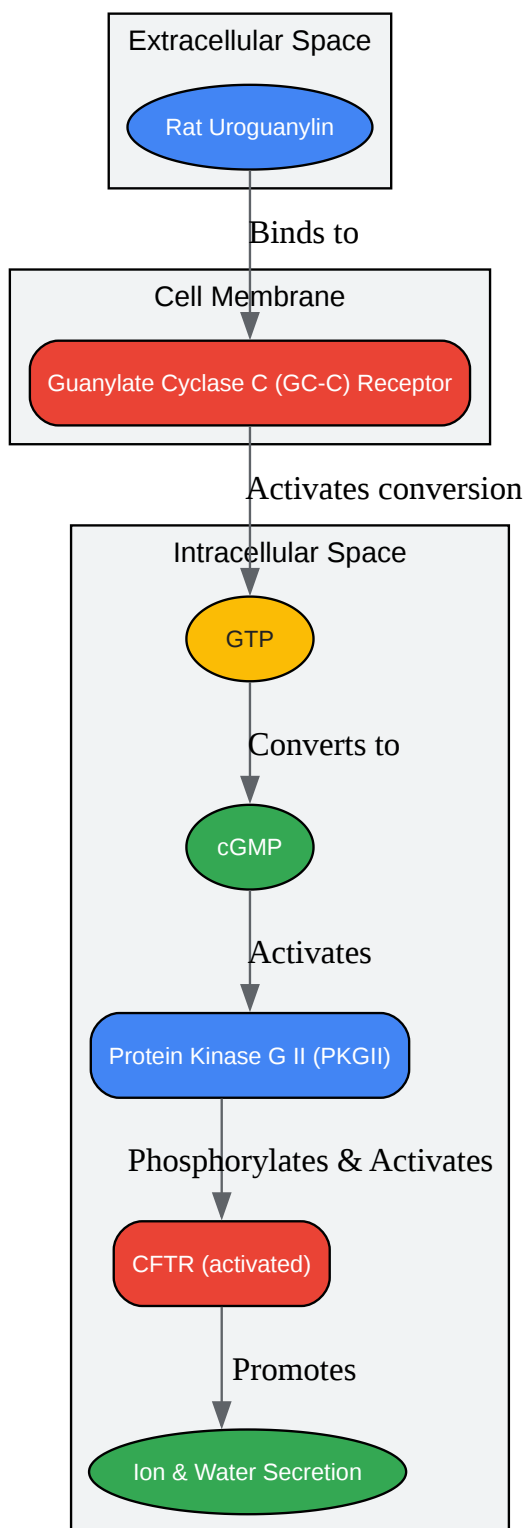 Extracellular Space
Rat Uroguanylin
Binds to
Cell Membrane
Guanylate Cyclase C (GC-C) Receptor
Activates conversion
Intracellular Space
GTP
Converts to
cGMP
Activates
Protein Kinase G II (PKGII)
Phosphorylates & Activates
CFTR (activated)
Promotes
Ion & Water Secretion